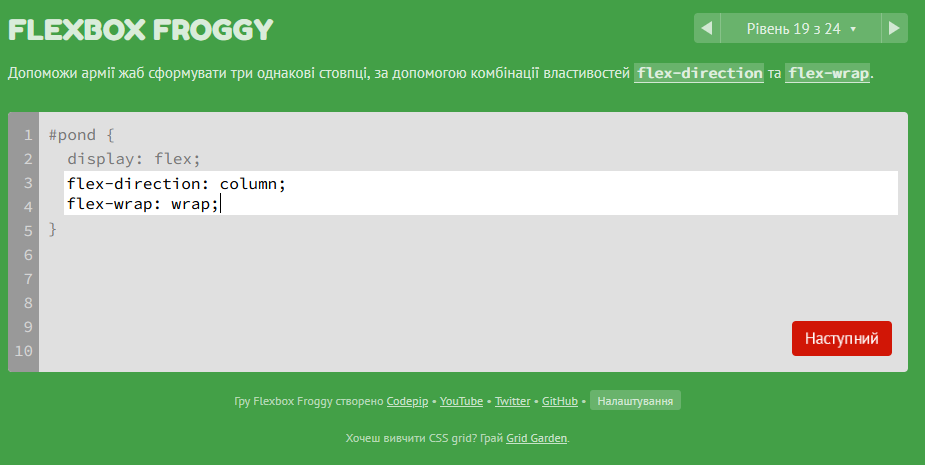 FLEXBOX FROGGY
Рівень 19 з 24
Допоможи армії жаб сформувати три однакові стовпці, за допомогою комбінації властивостей flex-direction та flex-wrap.
1 #pond {
2 display: flex;
3 flex-direction: column;
4 flex-wrap: wrap;
5 }
6
7
8
9
10
Наступний
Гру Flexbox Froggy створено Codepip • YouTube • Twitter • GitHub • Налаштування
Хочеш вивчити CSS grid? Грай Grid Garden.